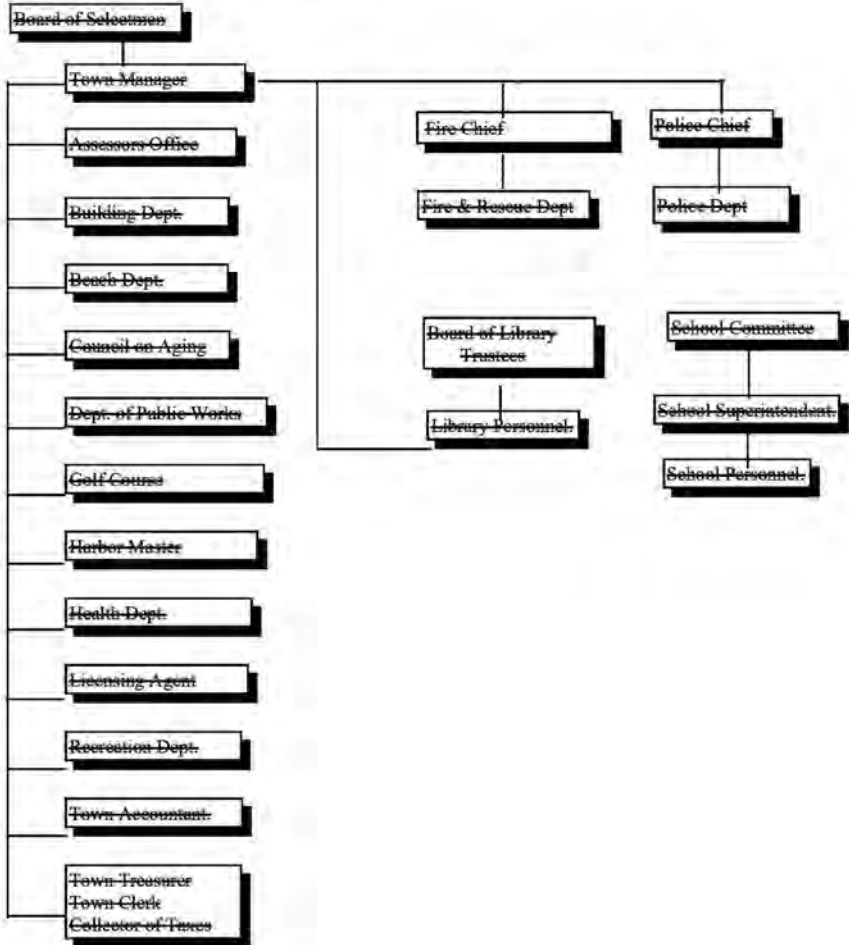 Board of Selectmen
Town Manager
Assessors Office
Building Dept.
Beach Dept.
Council on Aging
Dept. of Public Works
Golf Course
Harbor Master
Health Dept.
Licensing Agent
Recreation Dept.
Town Accountant.
Town Treasurer
Town Clerk
Collector of Taxes
Fire Chief
Fire & Rescue Dept
Police Chief
Police Dept
Board of Library
Trustees
Library Personnel.
School Committee
School Superintendent.
School Personnel.